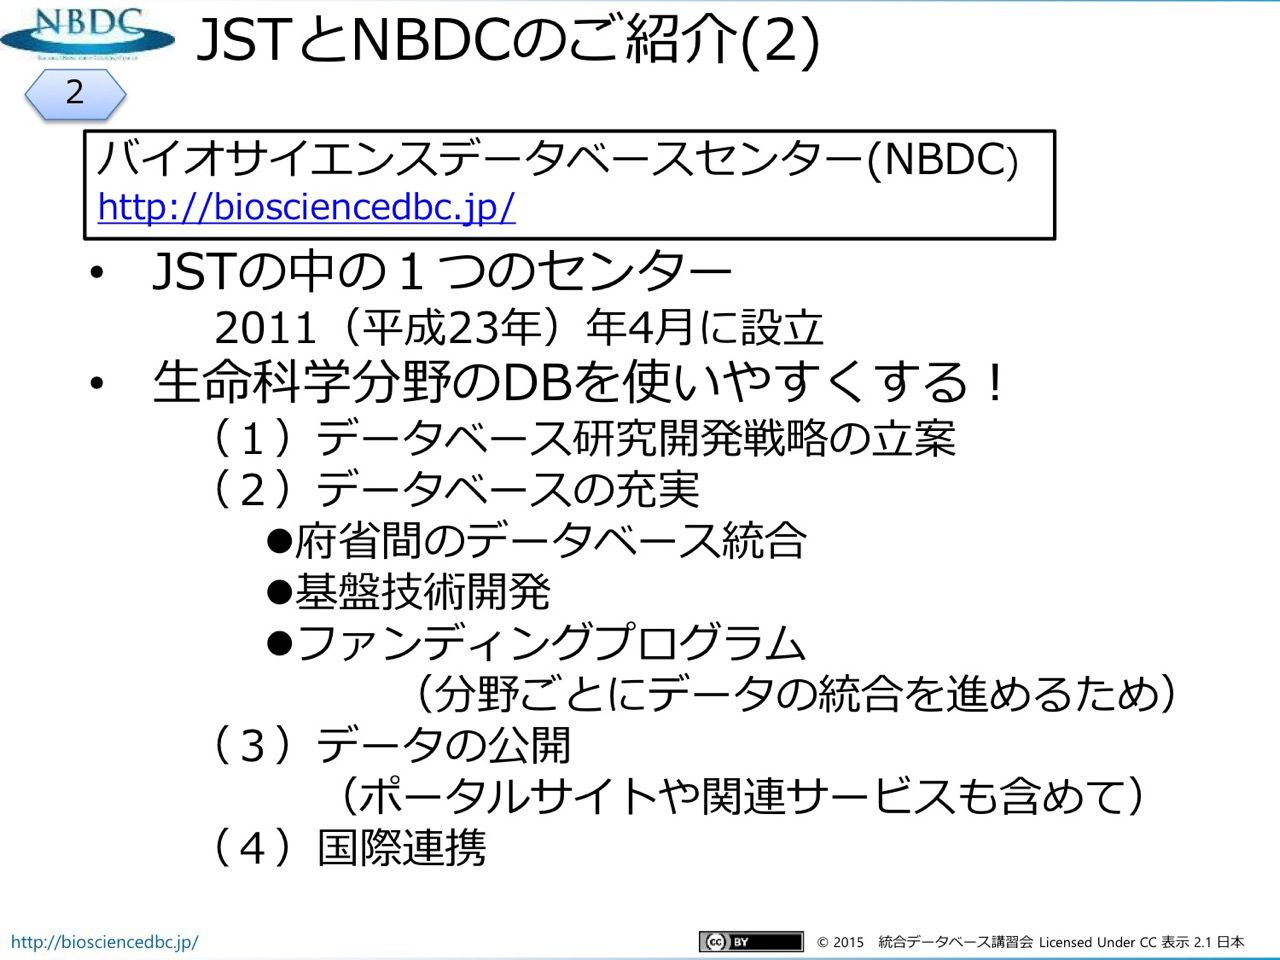 NBDC
JSTとNBDCのご紹介(2)
2
バイオサイエンスデータベースセンター(NBDC)
http://biosciencedbc.jp/
• JSTの中の１つのセンター
2011（平成23年）年4月に設立
• 生命科学分野のDBを使いやすくする！
（１）データベース研究開発戦略の立案
（２）データベースの充実
●府省間のデータベース統合
●基盤技術開発
●ファンディングプログラム
（分野ごとにデータの統合を進めるため）
（３）データの公開
（ポータルサイトや関連サービスも含めて）
（４）国際連携
http://biosciencedbc.jp/
cc BY © 2015 統合データベース講習会 Licensed Under CC 表示 2.1 日本